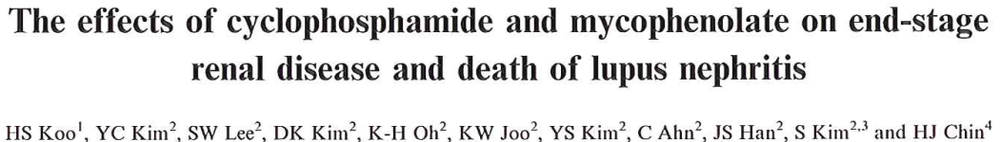 The effects of cyclophosphamide and mycophenolate on end-stage
renal disease and death of lupus nephritis
HS Koo¹, YC Kim², SW Lee², DK Kim², K-H Oh², KW Joo², YS Kim², C Ahn², JS Han², S Kim²,³ and HJ Chin⁴